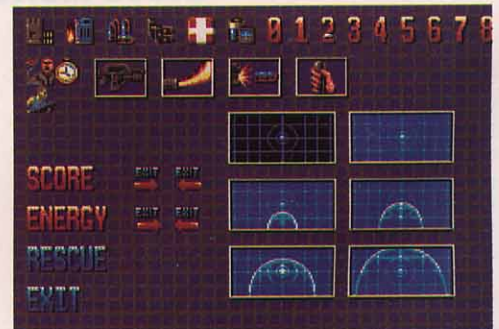 0 1 2 3 4 5 6 7 8
SCORE EXIT EXIT
ENERGY EXIT EXIT
RESCUE
EXIT